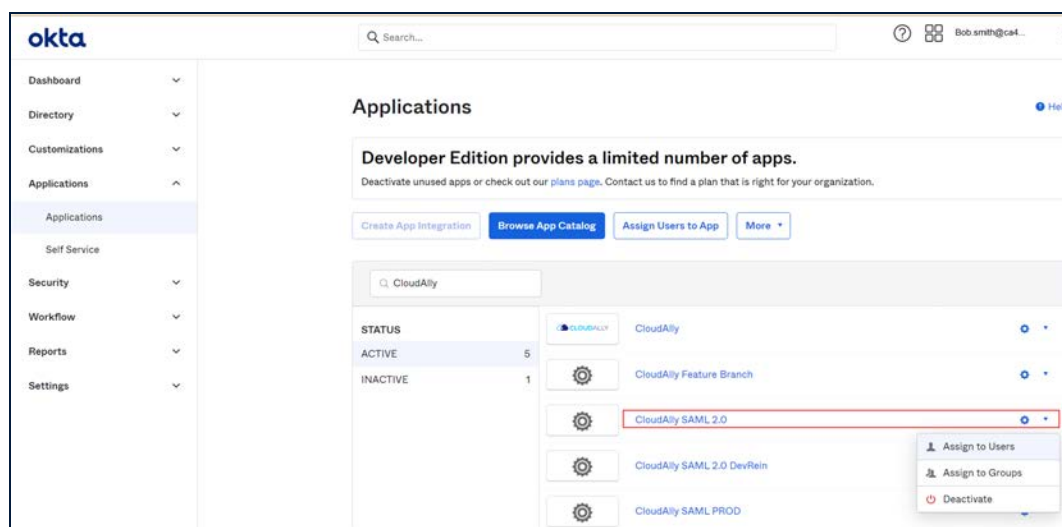 okta
Search...
Bob.smith@ca4...
Dashboard
Directory
Customizations
Applications
Applications
Self Service
Security
Workflow
Reports
Settings
Applications
Hel
Developer Edition provides a limited number of apps.
Deactivate unused apps or check out our plans page. Contact us to find a plan that is right for your organization.
Create App Integration
Browse App Catalog
Assign Users to App
More
CloudAlly
STATUS
ACTIVE 5
INACTIVE 1
CLOUDALLY
CloudAlly
CloudAlly Feature Branch
CloudAlly SAML 2.0
Assign to Users
Assign to Groups
Deactivate
CloudAlly SAML 2.0 DevRein
CloudAlly SAML PROD